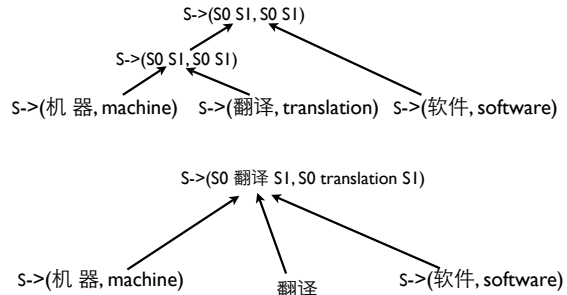 S->(S0 S1, S0 S1)
S->(S0 S1, S0 S1)
S->(机 器, machine) S->(翻译, translation) S->(软件, software)
S->(S0 翻译 S1, S0 translation S1)
S->(机 器, machine) 翻译 S->(软件, software)